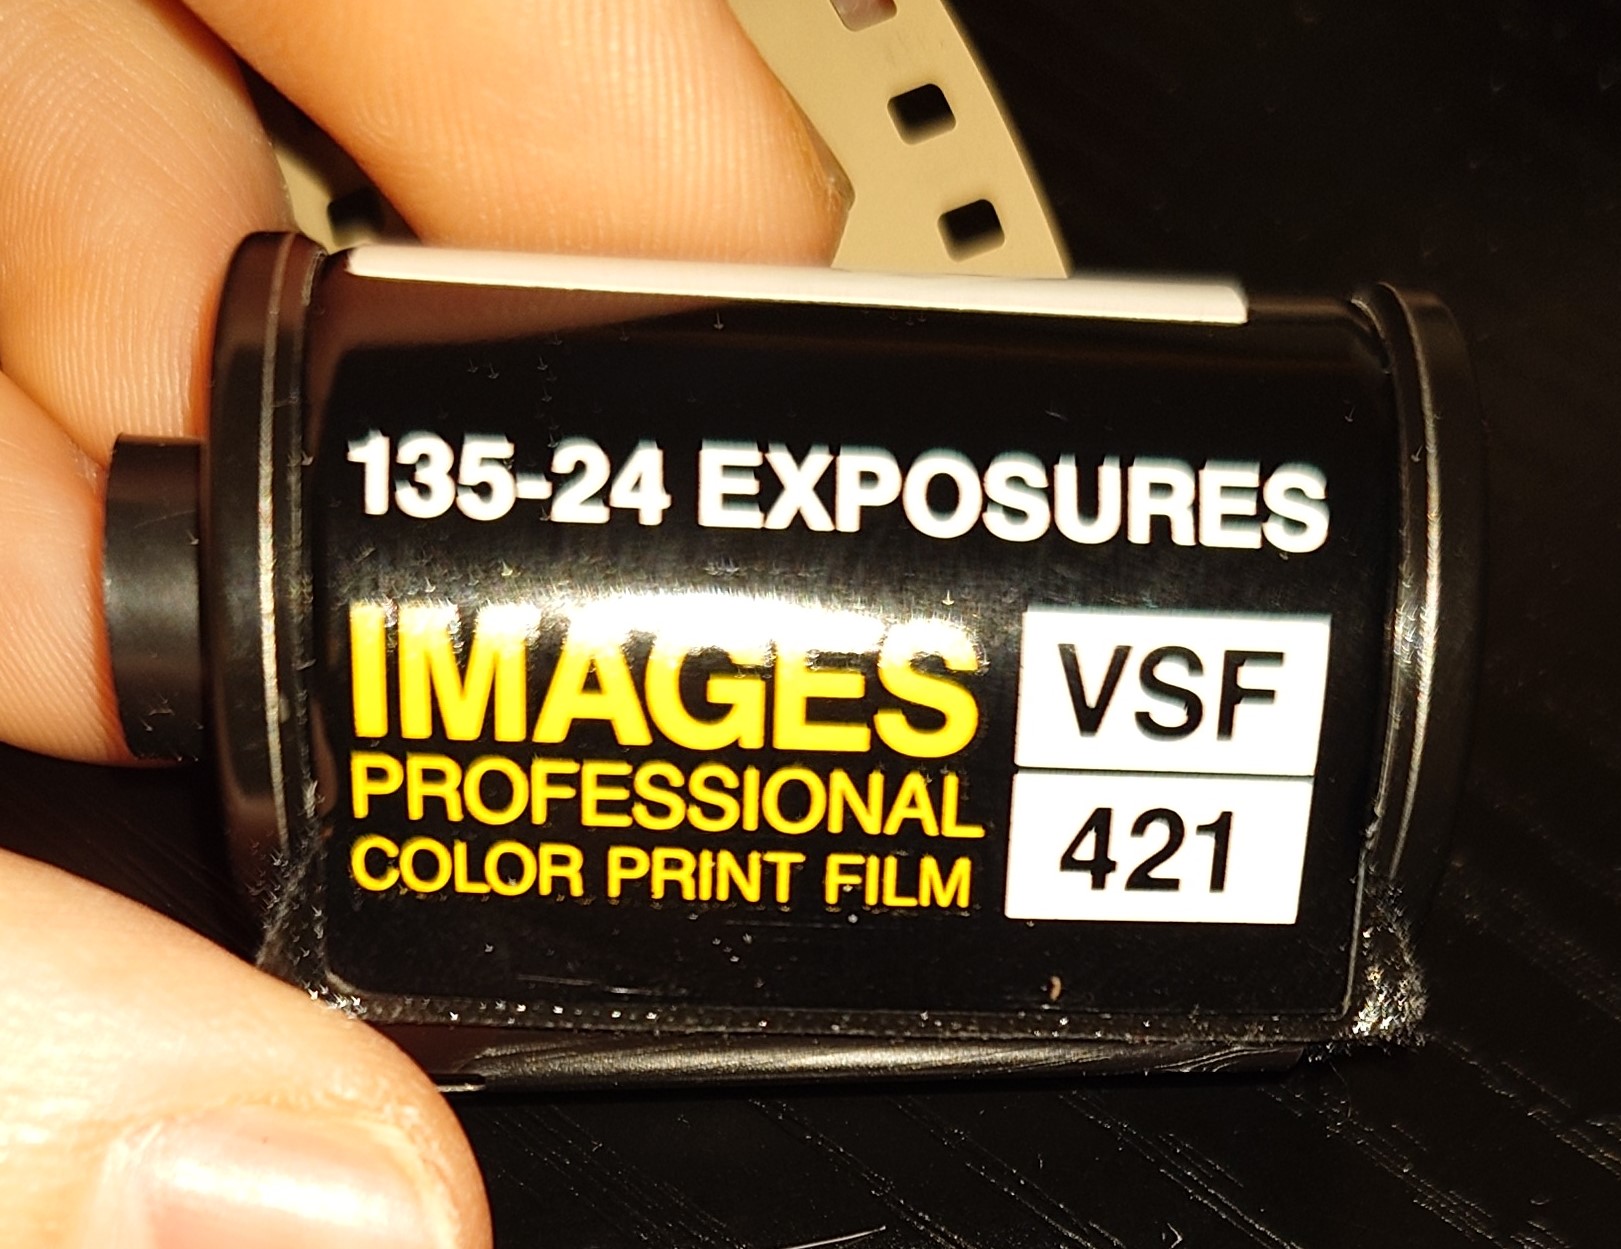 135-24 EXPOSURES
IMAGES
PROFESSIONAL
COLOR PRINT FILM
VSF
421